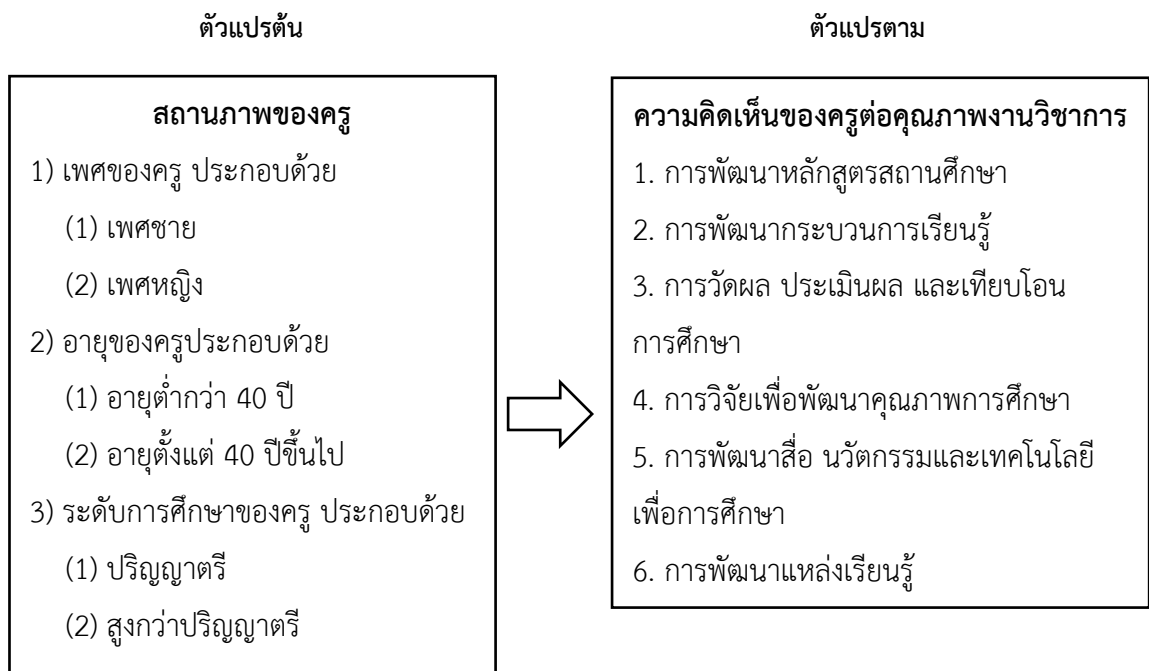 ตัวแปรต้น
ตัวแปรตาม
สถานภาพของครู
1) เพศของครู ประกอบด้วย
(1) เพศชาย
(2) เพศหญิง
2) อายุของครูประกอบด้วย
(1) อายุต่ำกว่า 40 ปี
(2) อายุตั้งแต่ 40 ปีขึ้นไป
3) ระดับการศึกษาของครู ประกอบด้วย
(1) ปริญญาตรี
(2) สูงกว่าปริญญาตรี
ความคิดเห็นของครูต่อคุณภาพงานวิชาการ
1. การพัฒนาหลักสูตรสถานศึกษา
2. การพัฒนากระบวนการเรียนรู้
3. การวัดผล ประเมินผล และเทียบโอน
การศึกษา
4. การวิจัยเพื่อพัฒนาคุณภาพการศึกษา
5. การพัฒนาสื่อ นวัตกรรมและเทคโนโลยี
เพื่อการศึกษา
6. การพัฒนาแหล่งเรียนรู้